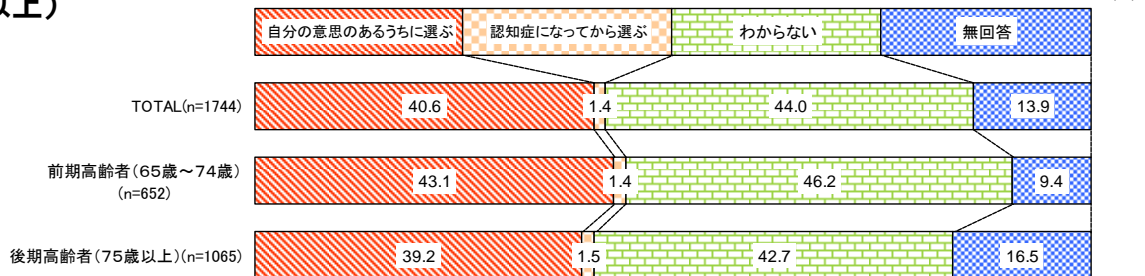 以上）
自分の意思のあるうちに選ぶ 認知症になってから選ぶ わからない 無回答
TOTAL(n=1744) 40.6 1.4 44.0 13.9
前期高齢者（65歳～74歳）
(n=652) 43.1 1.4 46.2 9.4
後期高齢者（75歳以上）(n=1065) 39.2 1.5 42.7 16.5